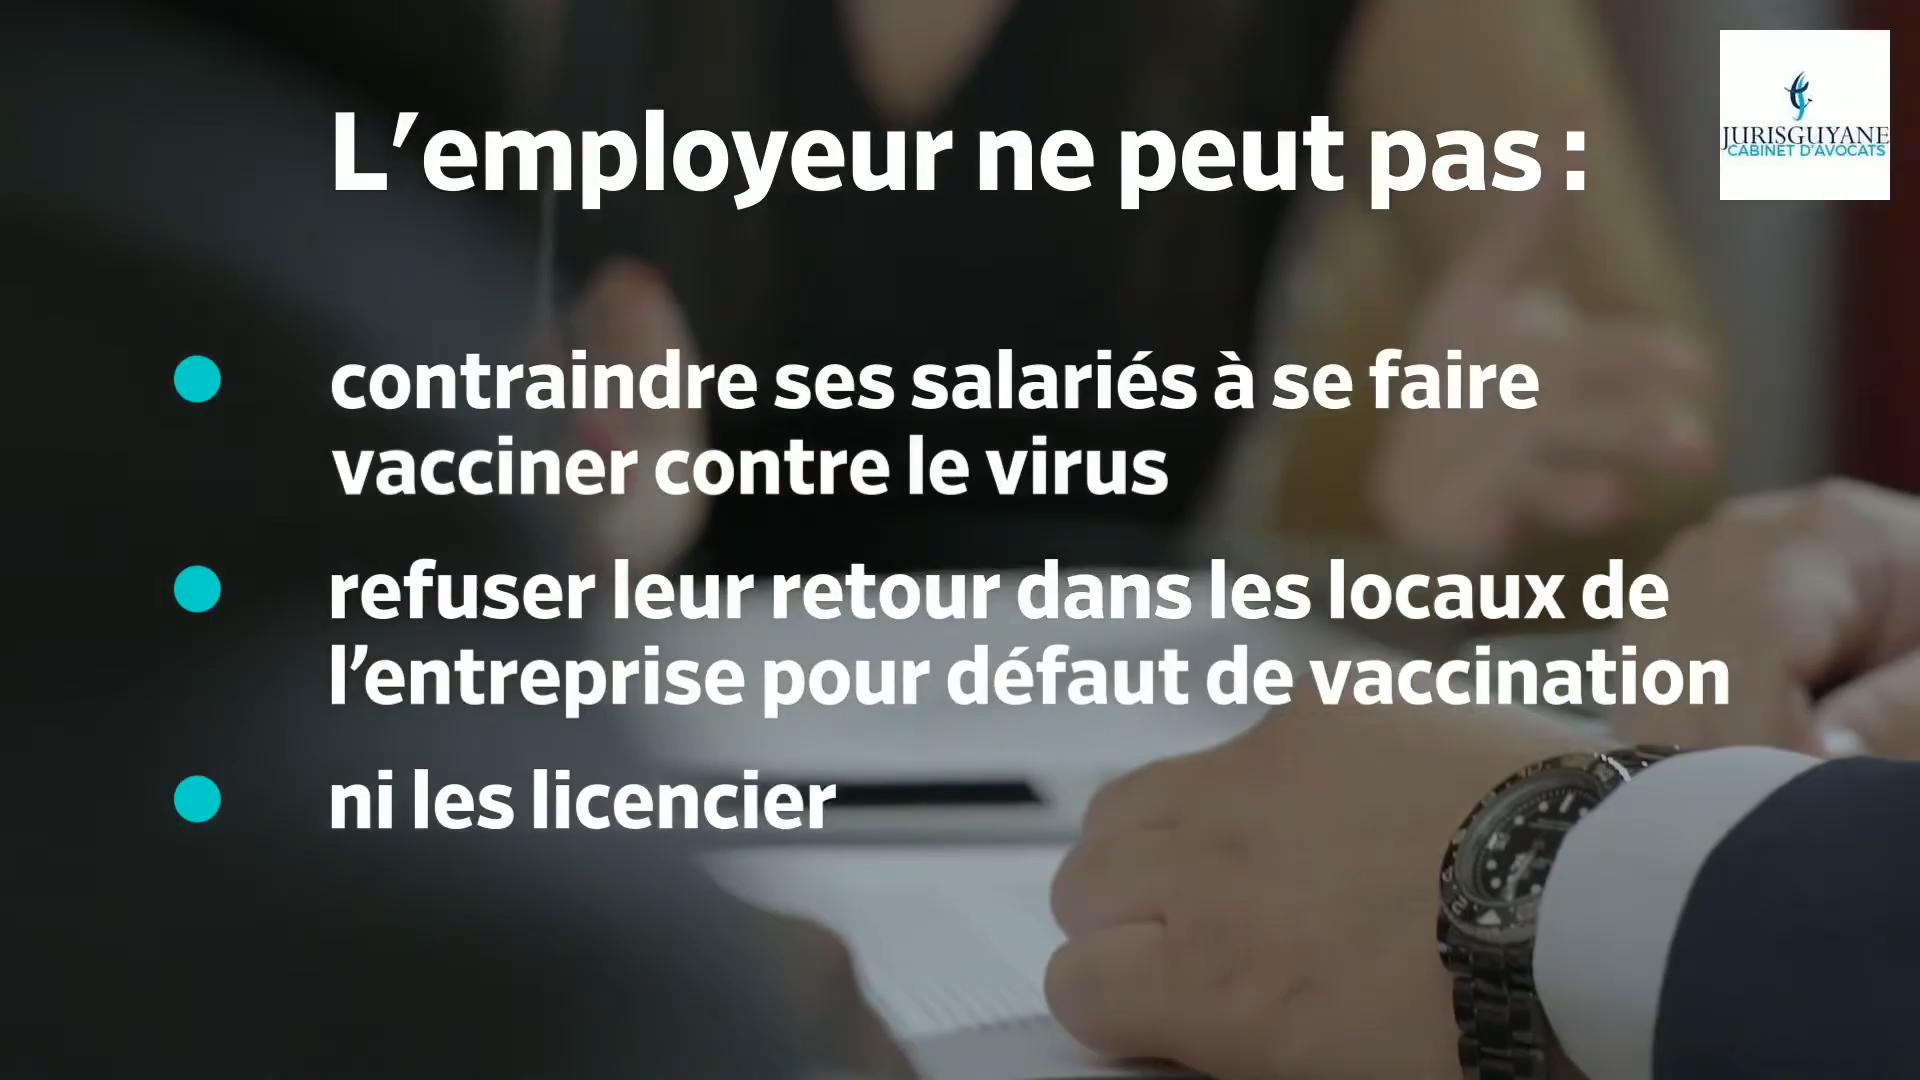 L'employeur ne peut pas :
JURISGUYANE
CABINET D'AVOCATS
contraindre ses salariés à se faire
vacciner contre le virus
refuser leur retour dans les locaux de
l'entreprise pour défaut de vaccination
ni les licencier